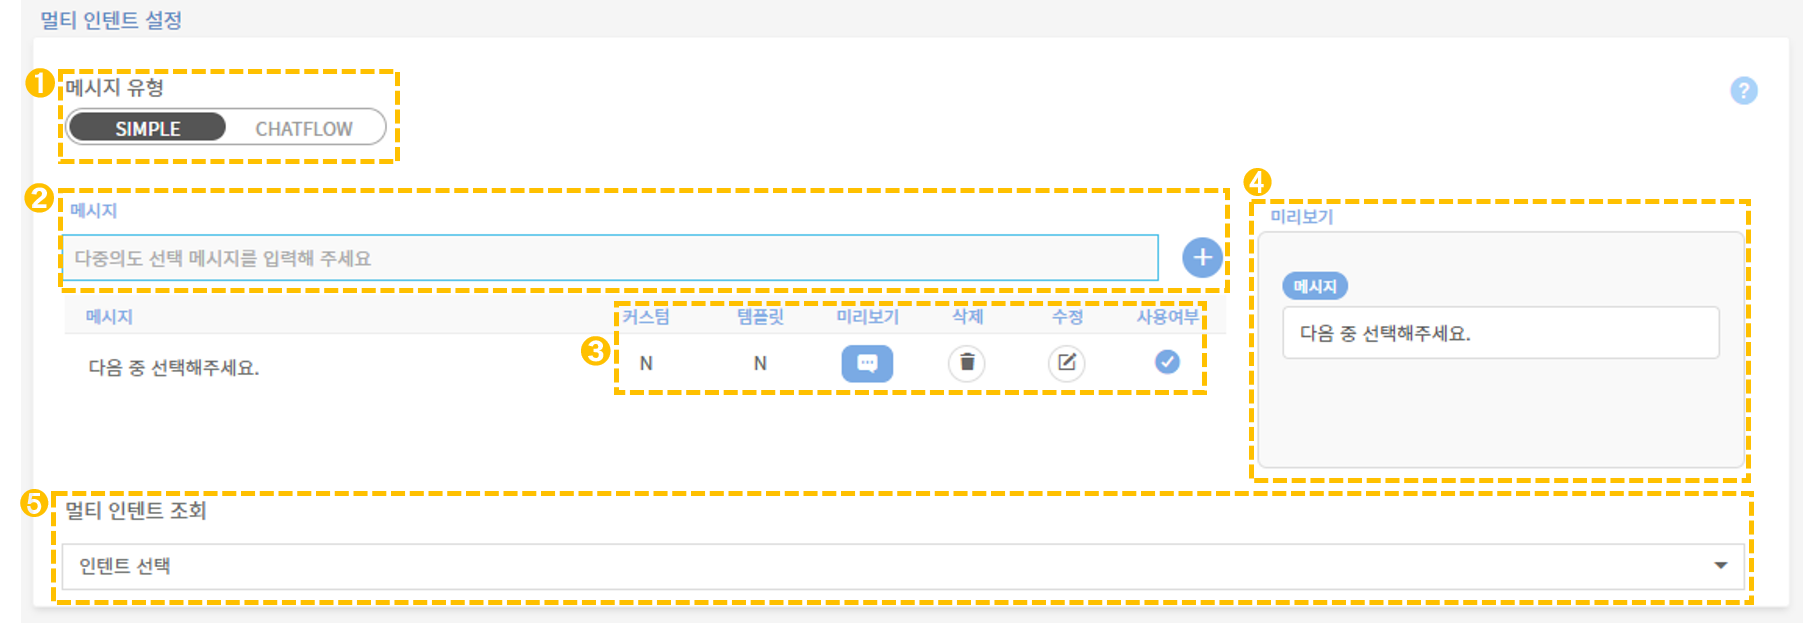 멀티 인텐트 설정
1 메시지 유형
?
SIMPLE CHATFLOW
2 메시지
다중의도 선택 메시지를 입력해 주세요 +
메시지 커스텀 템플릿 미리보기 삭제 수정 사용여부
3
다음 중 선택해주세요. N N
4 미리보기
메시지
다음 중 선택해주세요.
5 멀티 인텐트 조회
인텐트 선택